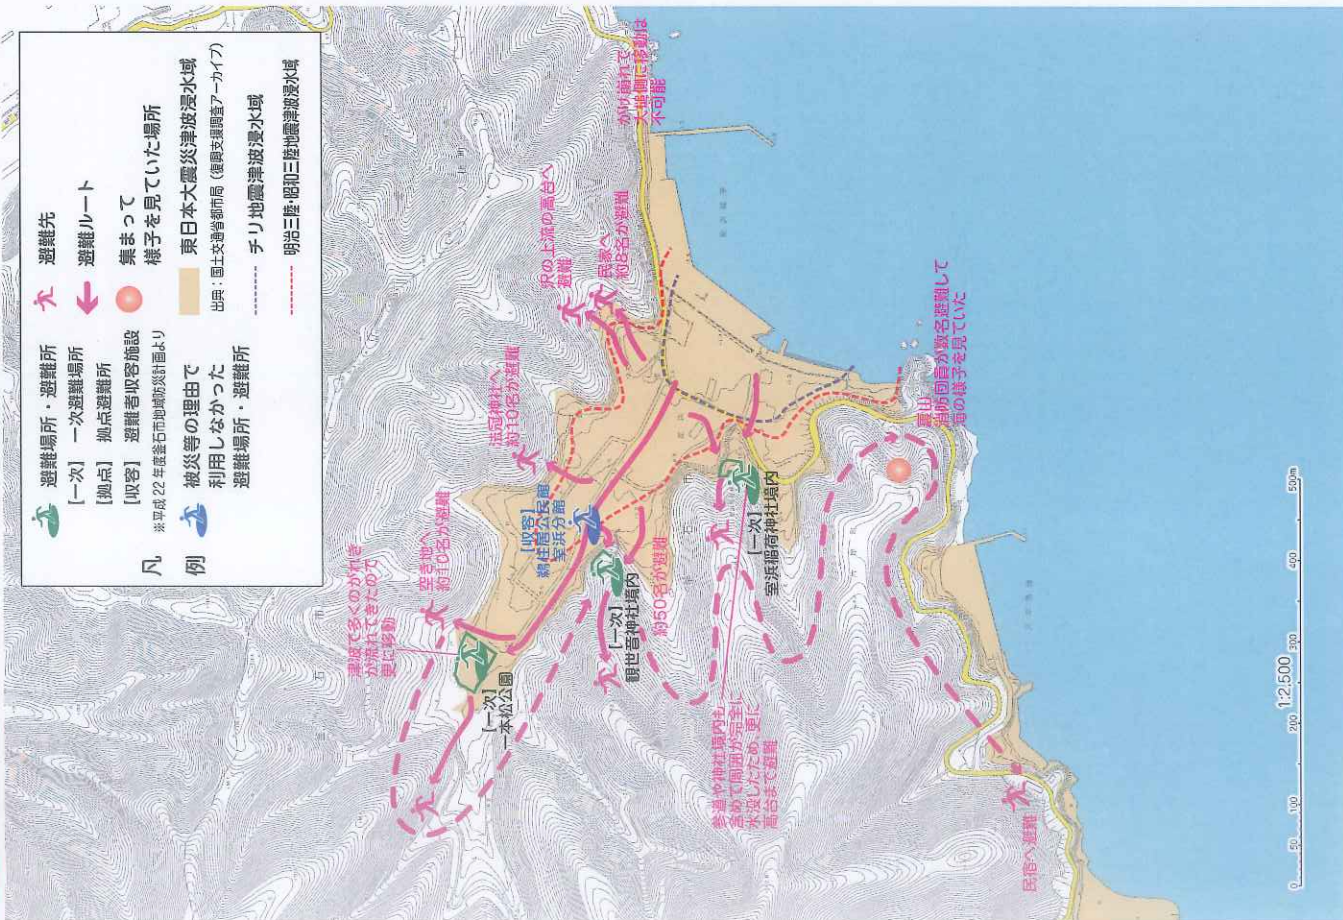 凡例
避難場所・避難所
[一次] 一次避難場所
[拠点] 拠点避難所
[収容] 避難者収容施設
※平成22年度釜石市地域防災計画より
被災等の理由で
利用しなかった
避難場所・避難所
避難先
避難ルート
集まって
様子を見ていた場所
東日本大震災津波浸水域
出典：国土交通省都市局（復興支援調査アーカイブ）
チリ地震津波浸水域
明治三陸・昭和三陸地震津波浸水域
津波で多くのがれき
が流れてきたので
更に移動
空き地へ
約10名が避難
法冠神社へ
約10名が避難
沢の上流の高台へ
避難
民家へ
約8名が避難
がけ崩れで
大槌側に移動は
不可能
[収容]
鵜住居公民館
室浜分館
[一次]
一本松公園
[一次]
観世音神社境内
約50名が避難
[一次]
室浜稲荷神社境内
参道や神社境内も
含めて周囲が完全に
水没したため、更に
高台まで避難
消防団員が数名避難して
海の様子を見ていた
民宿へ避難
1:2,500
0 50 100 200 300 400 500m